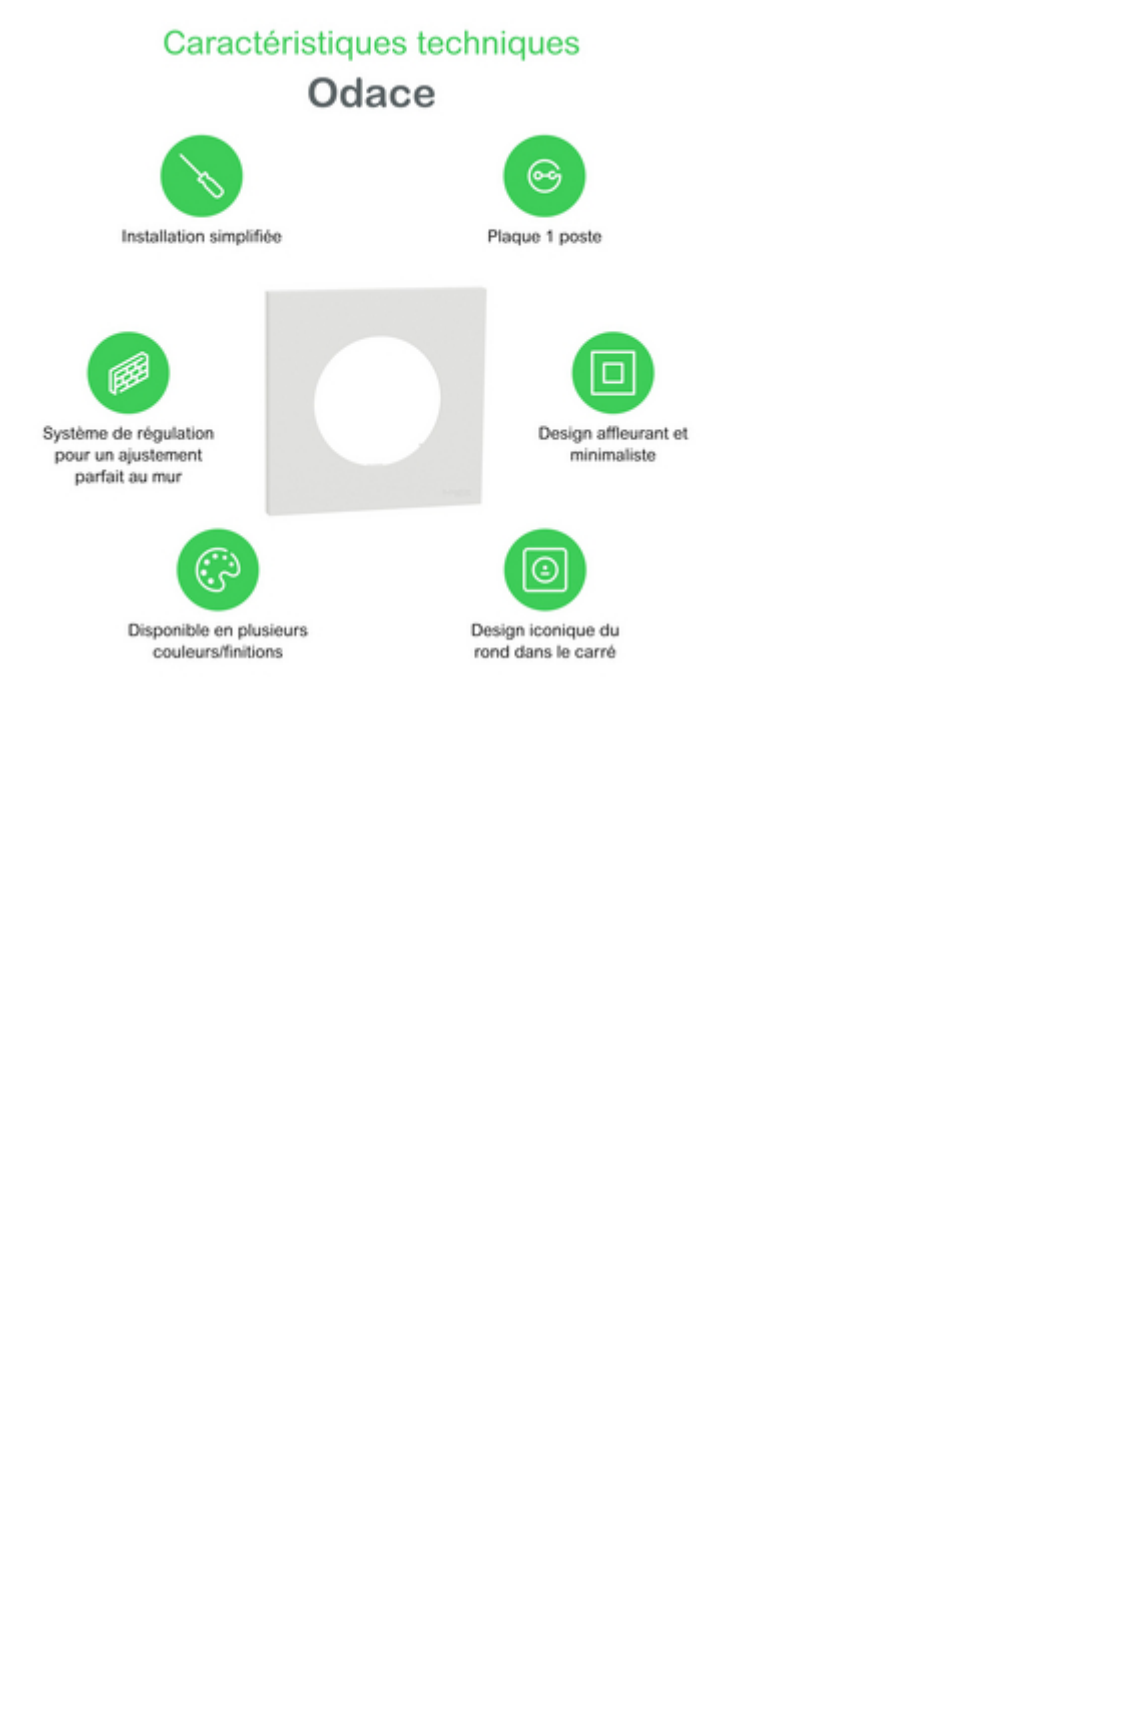 Caractéristiques techniques
Odace
Installation simplifiée
Plaque 1 poste
Système de régulation
pour un ajustement
parfait au mur
Design affleurant et
minimaliste
Disponible en plusieurs
couleurs/finitions
Design iconique du
rond dans le carré